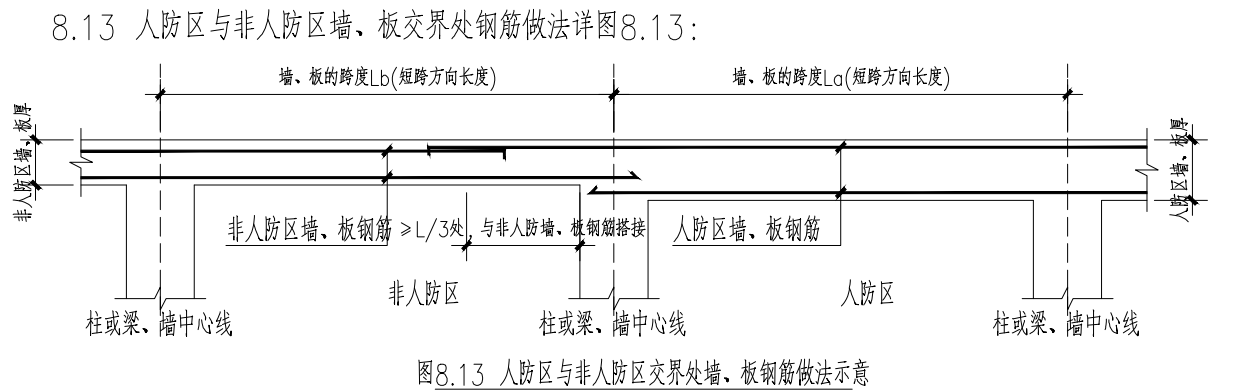 8.13 人防区与非人防区墙、板交界处钢筋做法详图8.13:
墙、板的跨度Lb(短跨方向长度)
墙、板的跨度La(短跨方向长度)
非人防区墙、板厚
人防区墙、板厚
非人防区墙、板钢筋
≥L/3处，与非人防墙、板钢筋搭接
人防区墙、板钢筋
非人防区
人防区
柱或梁、墙中心线
柱或梁、墙中心线
柱或梁、墙中心线
图8.13 人防区与非人防区交界处墙、板钢筋做法示意